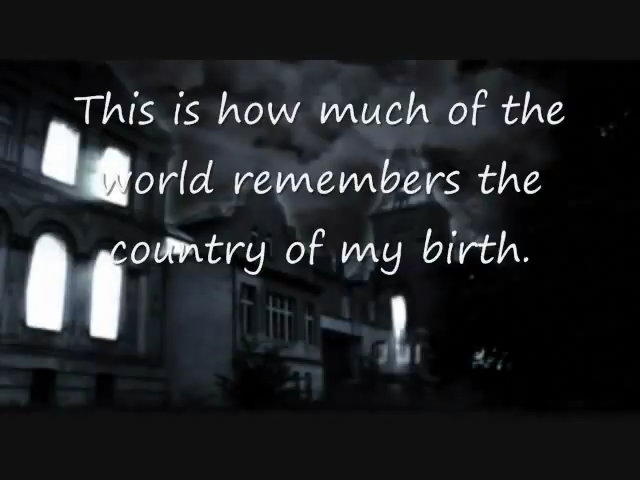 This is how much of the
world remembers the
country of my birth.